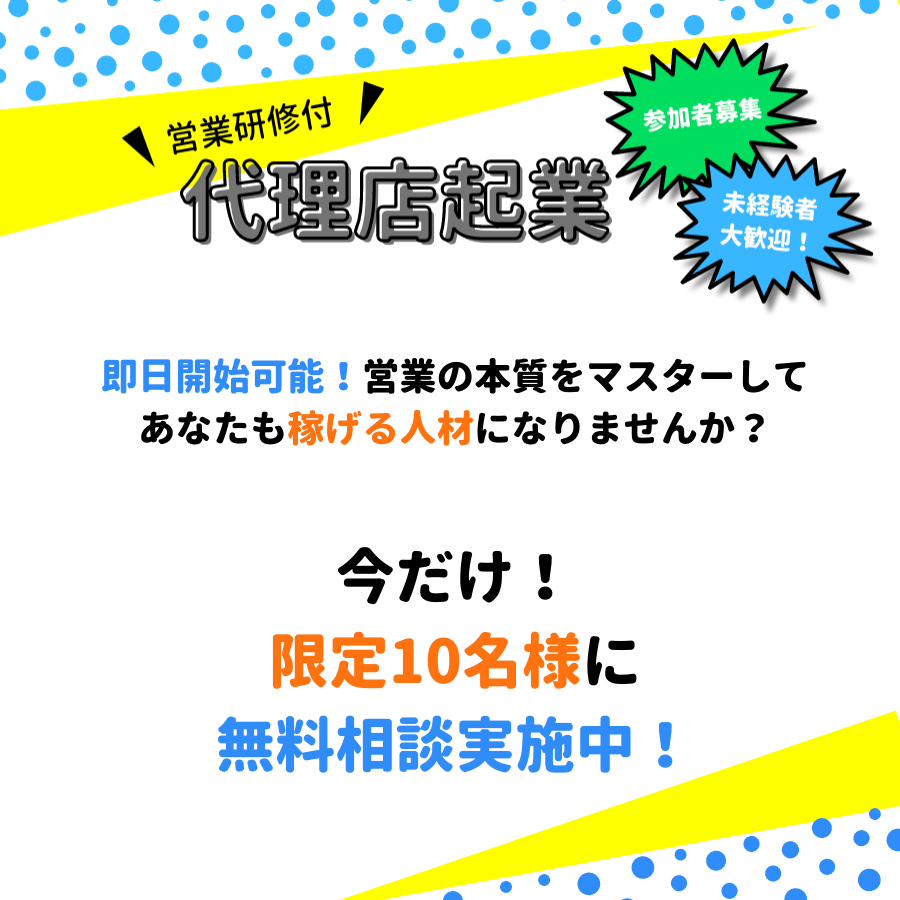 営業研修付
代理店起業
参加者募集
未経験者
大歓迎！
即日開始可能！営業の本質をマスターして
あなたも稼げる人材になりませんか？
今だけ！
限定10名様に
無料相談実施中！